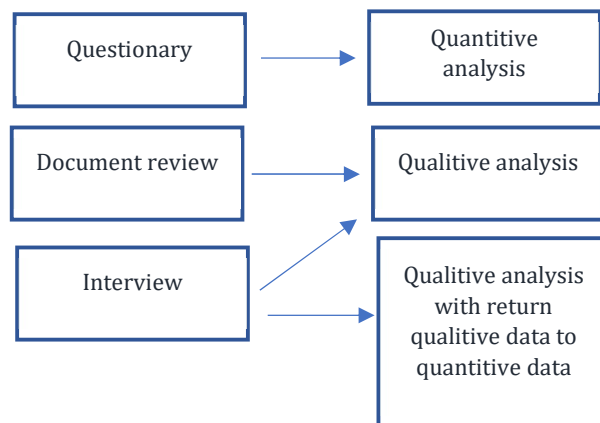 Questionary
Quantitive
analysis
Document review
Qualitive analysis
Interview
Qualitive analysis
with return
qualitive data to
quantitive data